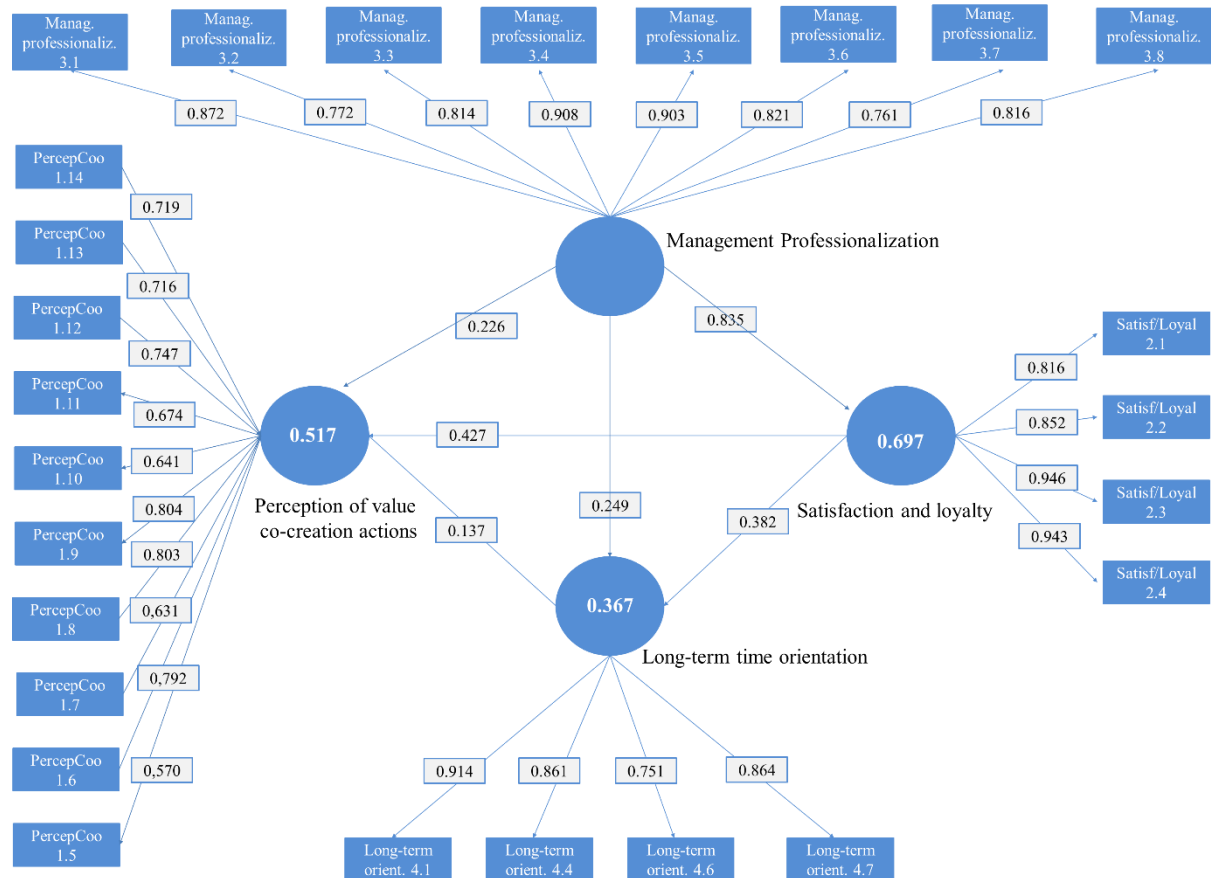 Manag.
professionaliz.
3.1
Manag.
professionaliz.
3.2
Manag.
professionaliz.
3.3
Manag.
professionaliz.
3.4
Manag.
professionaliz.
3.5
Manag.
professionaliz.
3.6
Manag.
professionaliz.
3.7
Manag.
professionaliz.
3.8
0.872
0.772
0.814
0.908
0.903
0.821
0.761
0.816
PercepCoo
1.14
PercepCoo
1.13
PercepCoo
1.12
PercepCoo
1.11
PercepCoo
1.10
PercepCoo
1.9
PercepCoo
1.8
PercepCoo
1.7
PercepCoo
1.6
PercepCoo
1.5
0.719
0.716
0.747
0.674
0.641
0.804
0.803
0,631
0,792
0,570
Management Professionalization
0.226
0.835
0.517
Perception of value
co-creation actions
0.427
0.249
0.137
0.382
0.697
Satisfaction and loyalty
0.816
0.852
0.946
0.943
Satisf/Loyal
2.1
Satisf/Loyal
2.2
Satisf/Loyal
2.3
Satisf/Loyal
2.4
0.367
Long-term time orientation
0.914
0.861
0.751
0.864
Long-term
orient. 4.1
Long-term
orient. 4.4
Long-term
orient. 4.6
Long-term
orient. 4.7